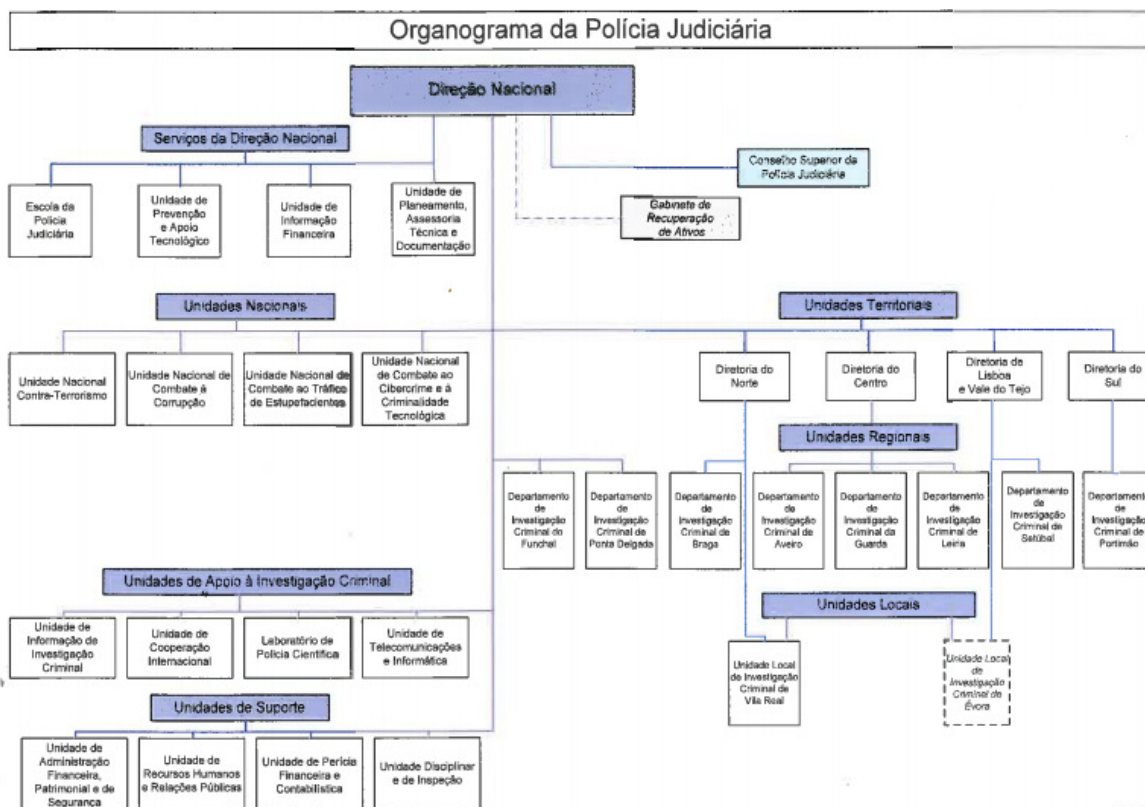 Organograma da Polícia Judiciária
Direção Nacional
Serviços da Direção Nacional
Conselho Superior da
Polícia Judiciária
Escola da
Polícia
Judiciária
Unidade de
Prevenção
e Apoio
Tecnológico
Unidade de
Informação
Financeira
Unidade de
Planeamento,
Assessoria
Técnica e
Documentação
Gabinete de
Recuperação
de Ativos
Unidades Nacionais
Unidades Territoriais
Unidade Nacional
Contra-Terrorismo
Unidade Nacional de
Combate à
Corrupção
Unidade Nacional de
Combate ao Tráfico
de Estupefacientes
Unidade Nacional
de Combate ao
Cibercrime e à
Criminalidade
Tecnológica
Diretoria do
Norte
Diretoria do
Centro
Diretoria de
Lisboa
e Vale do Tejo
Diretoria do
Sul
Unidades Regionais
Departamento
de
Investigação
Criminal do
Funchal
Departamento
de
Investigação
Criminal de
Ponta Delgada
Departamento
de
Investigação
Criminal de
Braga
Departamento
de
Investigação
Criminal de
Aveiro
Departamento
de
Investigação
Criminal da
Guarda
Departamento
de
Investigação
Criminal de
Leiria
Departamento
de
Investigação
Criminal de
Setúbal
Departamento
de
Investigação
Criminal de
Portimão
Unidades de Apoio à Investigação Criminal
Unidades Locais
Unidade de
Informação de
Investigação
Criminal
Unidade de
Cooperação
Internacional
Laboratório de
Polícia Científica
Unidade de
Telecomunicações
e Informática
Unidade Local
de Investigação
Criminal de
Vila Real
Unidade Local
de
Investigação
Criminal de
Évora
Unidades de Suporte
Unidade de
Administração
Financeira,
Patrimonial e de
Segurança
Unidade de
Recursos Humanos
e Relações Públicas
Unidade de Perícia
Financeira e
Contabilística
Unidade Disciplinar
e de Inspeção